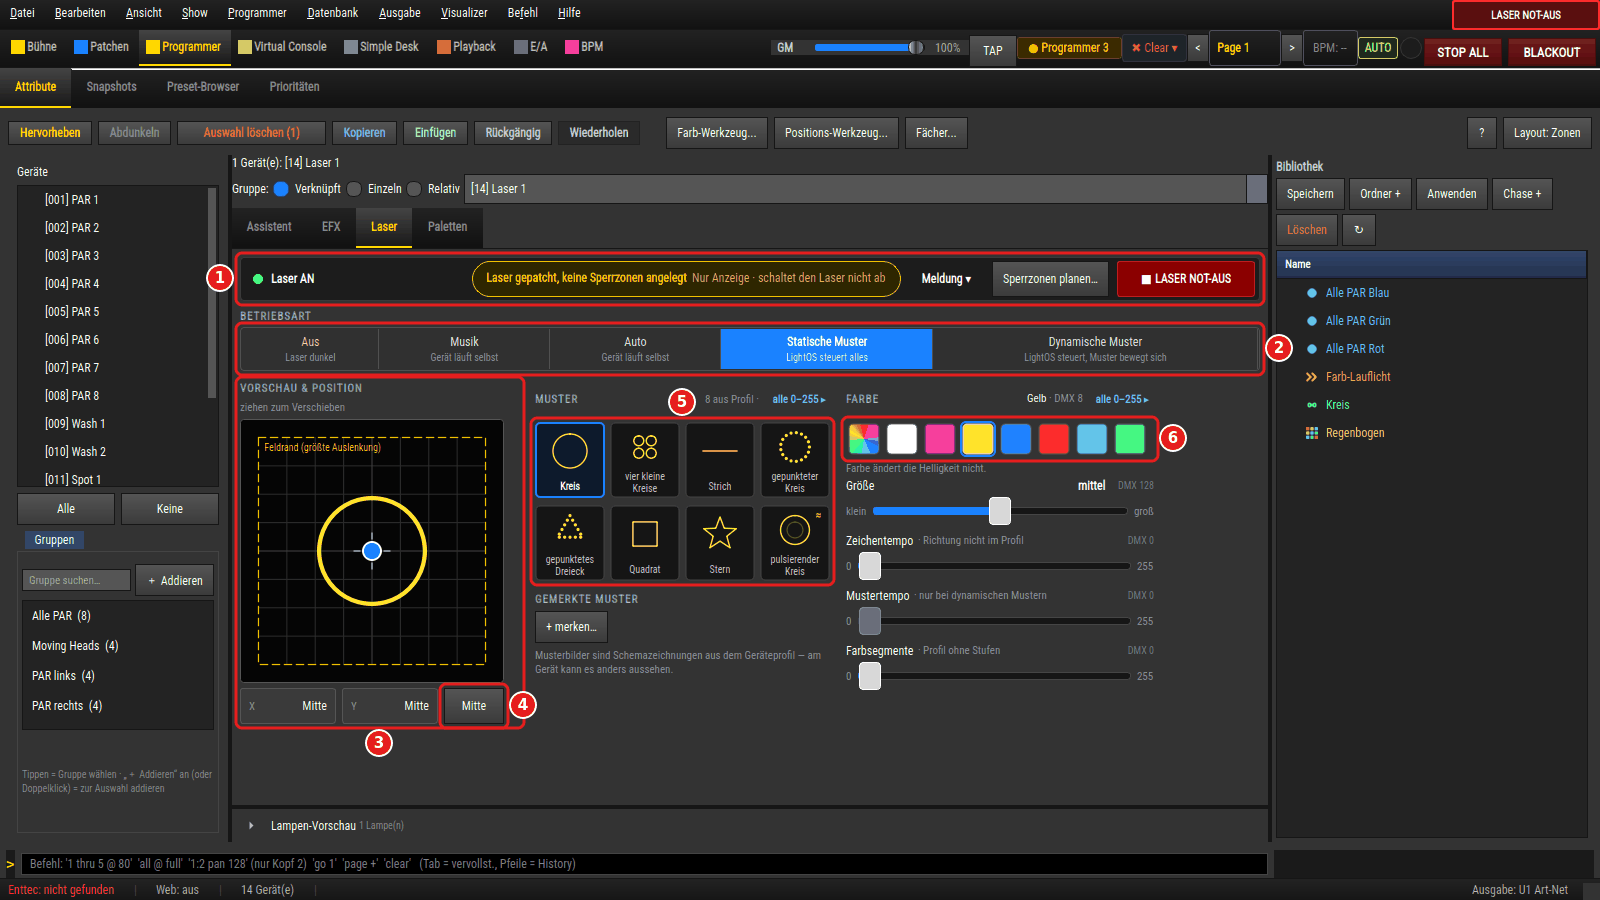 Datei Bearbeiten Ansicht Show Programmer Datenbank Ausgabe Visualizer Befehl Hilfe
LASER NOT-AUS
Bühne Patchen Programmer Virtual Console Simple Desk Playback E/A BPM
GM 100% TAP Programmer 3 ✖ Clear ▾ < Page 1 > BPM: -- AUTO STOP ALL BLACKOUT
Attribute Snapshots Preset-Browser Prioritäten
Hervorheben Abdunkeln Auswahl löschen (1) Kopieren Einfügen Rückgängig Wiederholen Farb-Werkzeug... Positions-Werkzeug... Fächer... ? Layout: Zonen
Geräte
[001] PAR 1
[002] PAR 2
[003] PAR 3
[004] PAR 4
[005] PAR 5
[006] PAR 6
[007] PAR 7
[008] PAR 8
[009] Wash 1
[010] Wash 2
[011] Spot 1
Alle Keine
Gruppen
Gruppe suchen... + Addieren
Alle PAR (8)
Moving Heads (4)
PAR links (4)
PAR rechts (4)
Tippen = Gruppe wählen · „ + Addieren“ an (oder
Doppelklick) = zur Auswahl addieren
1 Gerät(e): [14] Laser 1
Gruppe: Verknüpft Einzeln Relativ [14] Laser 1
Assistent EFX Laser Paletten
1 Laser AN Laser gepatcht, keine Sperrzonen angelegt Nur Anzeige · schaltet den Laser nicht ab Meldung ▾ Sperrzonen planen... ■ LASER NOT-AUS
BETRIEBSART
Aus Musik Auto Statische Muster Dynamische Muster
Laser dunkel Gerät läuft selbst Gerät läuft selbst LightOS steuert alles LightOS steuert, Muster bewegt sich
2
VORSCHAU & POSITION
ziehen zum Verschieben
Feldrand (größte Auslenkung)
X Mitte Y Mitte Mitte 4
3
MUSTER 5 8 aus Profil · alle 0–255 ▸
Kreis
vier kleine
Kreise
Strich
gepunkteter
Kreis
gepunktetes
Dreieck
Quadrat
Stern
≈
pulsierender
Kreis
GEMERKTE MUSTER
+ merken...
Musterbilder sind Schemazeichnungen aus dem Geräteprofil — am
Gerät kann es anders aussehen.
FARBE Gelb · DMX 8 alle 0–255 ▸
6
Farbe ändert die Helligkeit nicht.
Größe mittel DMX 128
klein groß
Zeichentempo · Richtung nicht im Profil DMX 0
0 255
Mustertempo · nur bei dynamischen Mustern DMX 0
0 255
Farbsegmente · Profil ohne Stufen DMX 0
0 255
Lampen-Vorschau 1 Lampe(n)
Bibliothek
Speichern Ordner + Anwenden Chase +
Löschen ↻
Name
Alle PAR Blau
Alle PAR Grün
Alle PAR Rot
Farb-Lauflicht
Kreis
Regenbogen
> Befehl: '1 thru 5 @ 80' 'all @ full' '1:2 pan 128' (nur Kopf 2) 'go 1' 'page +' 'clear' (Tab = vervollst., Pfeile = History)
Enttec: nicht gefunden Web: aus 14 Gerät(e) Ausgabe: U1 Art-Net